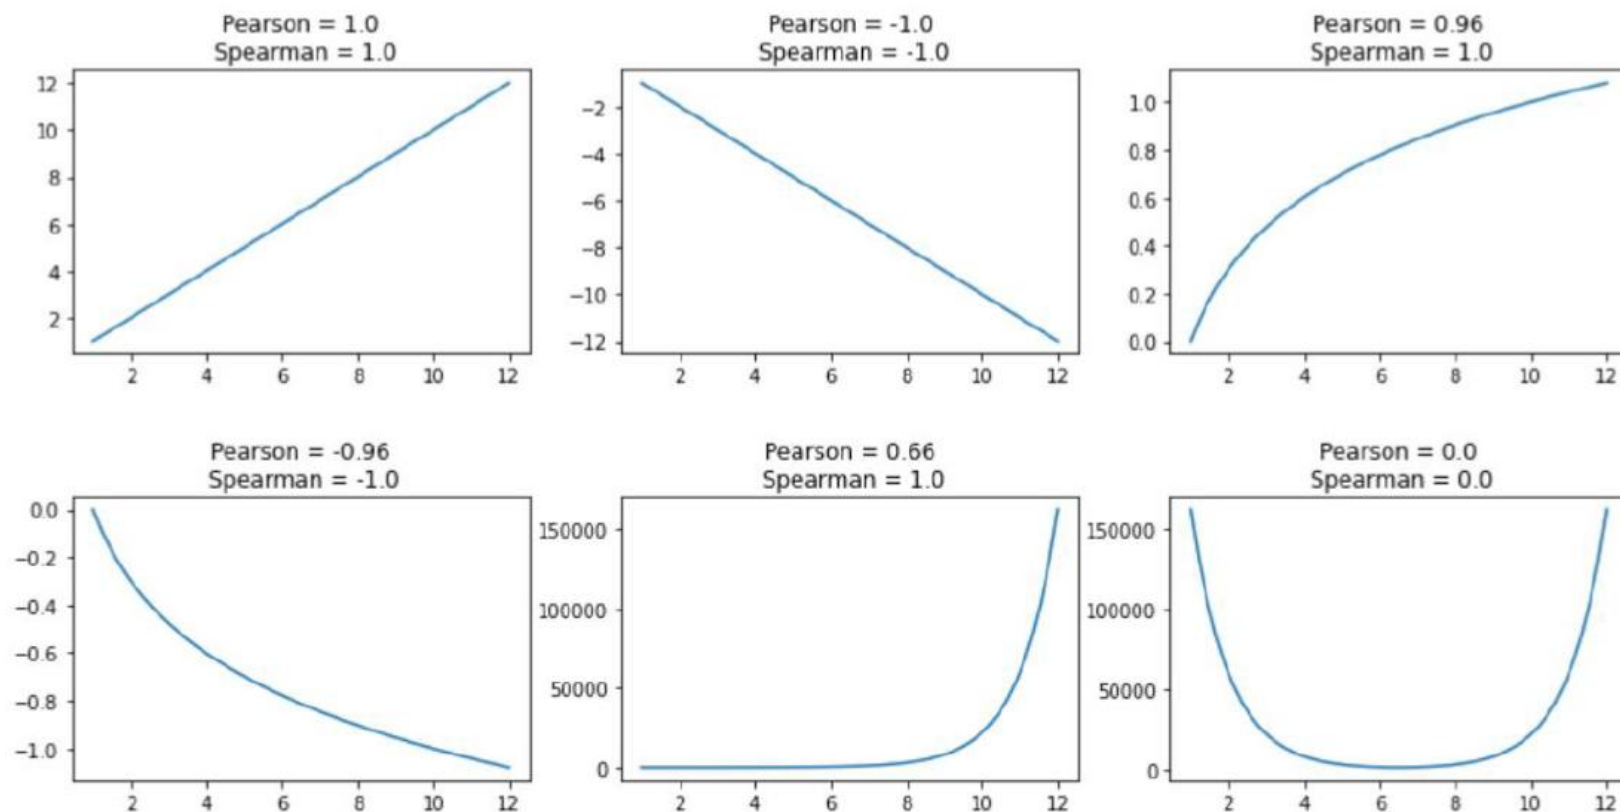 Pearson = 1.0
Spearman = 1.0
12
10
8
6
4
2
2 4 6 8 10 12
Pearson = -1.0
Spearman = -1.0
−2
−4
−6
−8
−10
−12
2 4 6 8 10 12
Pearson = 0.96
Spearman = 1.0
1.0
0.8
0.6
0.4
0.2
0.0
2 4 6 8 10 12
Pearson = -0.96
Spearman = -1.0
0.0
−0.2
−0.4
−0.6
−0.8
−1.0
2 4 6 8 10 12
Pearson = 0.66
Spearman = 1.0
150000
100000
50000
0
2 4 6 8 10 12
Pearson = 0.0
Spearman = 0.0
150000
100000
50000
0
2 4 6 8 10 12